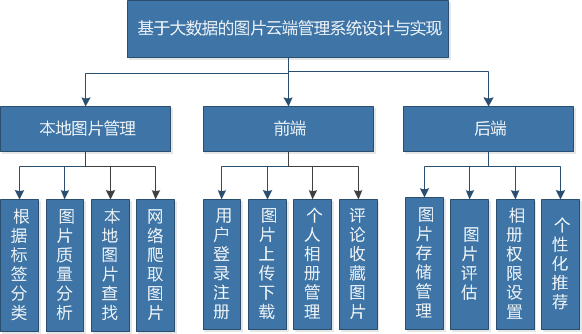 基于大数据的图片云端管理系统设计与实现
本地图片管理
前端
后端
根据标签分类
图片质量分析
本地图片查找
网络爬取图片
用户登录注册
图片上传下载
个人相册管理
评论收藏图片
图片存储管理
图片评估
相册权限设置
个性化推荐